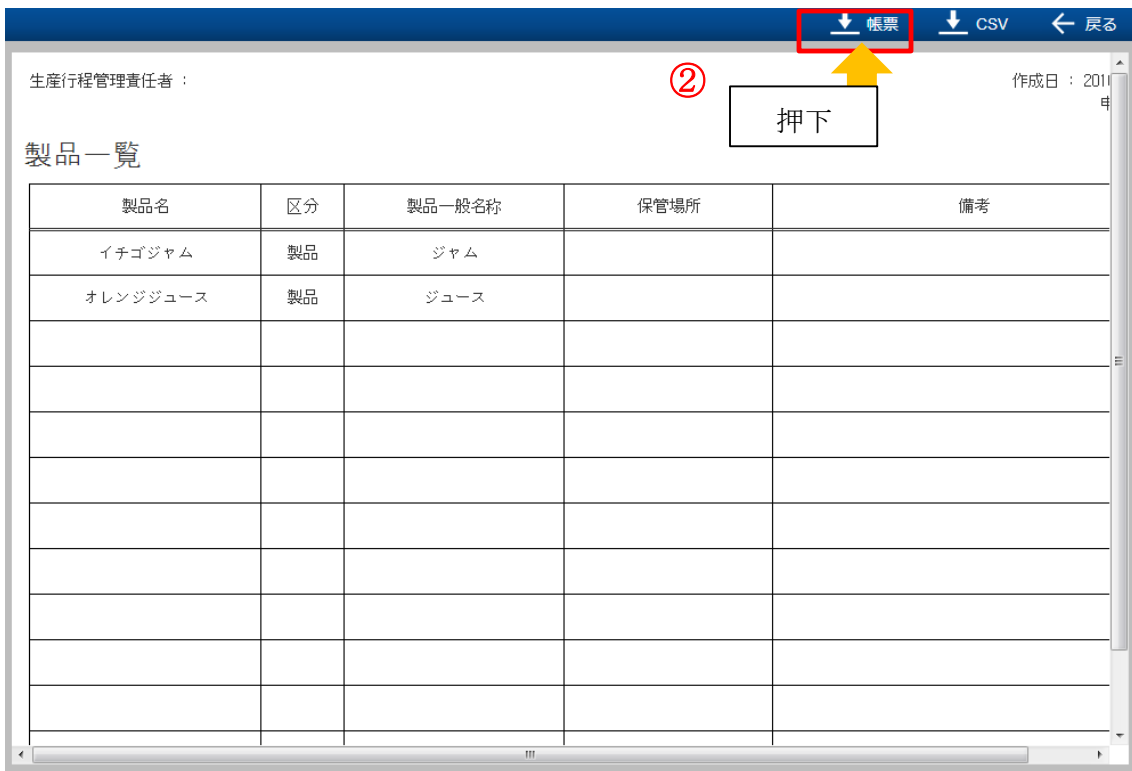 帳票 CSV 戻る
生産行程管理責任者 : ② 作成日 : 201
押下
製品一覧
製品名 区分 製品一般名称 保管場所 備考
イチゴジャム 製品 ジャム
オレンジジュース 製品 ジュース